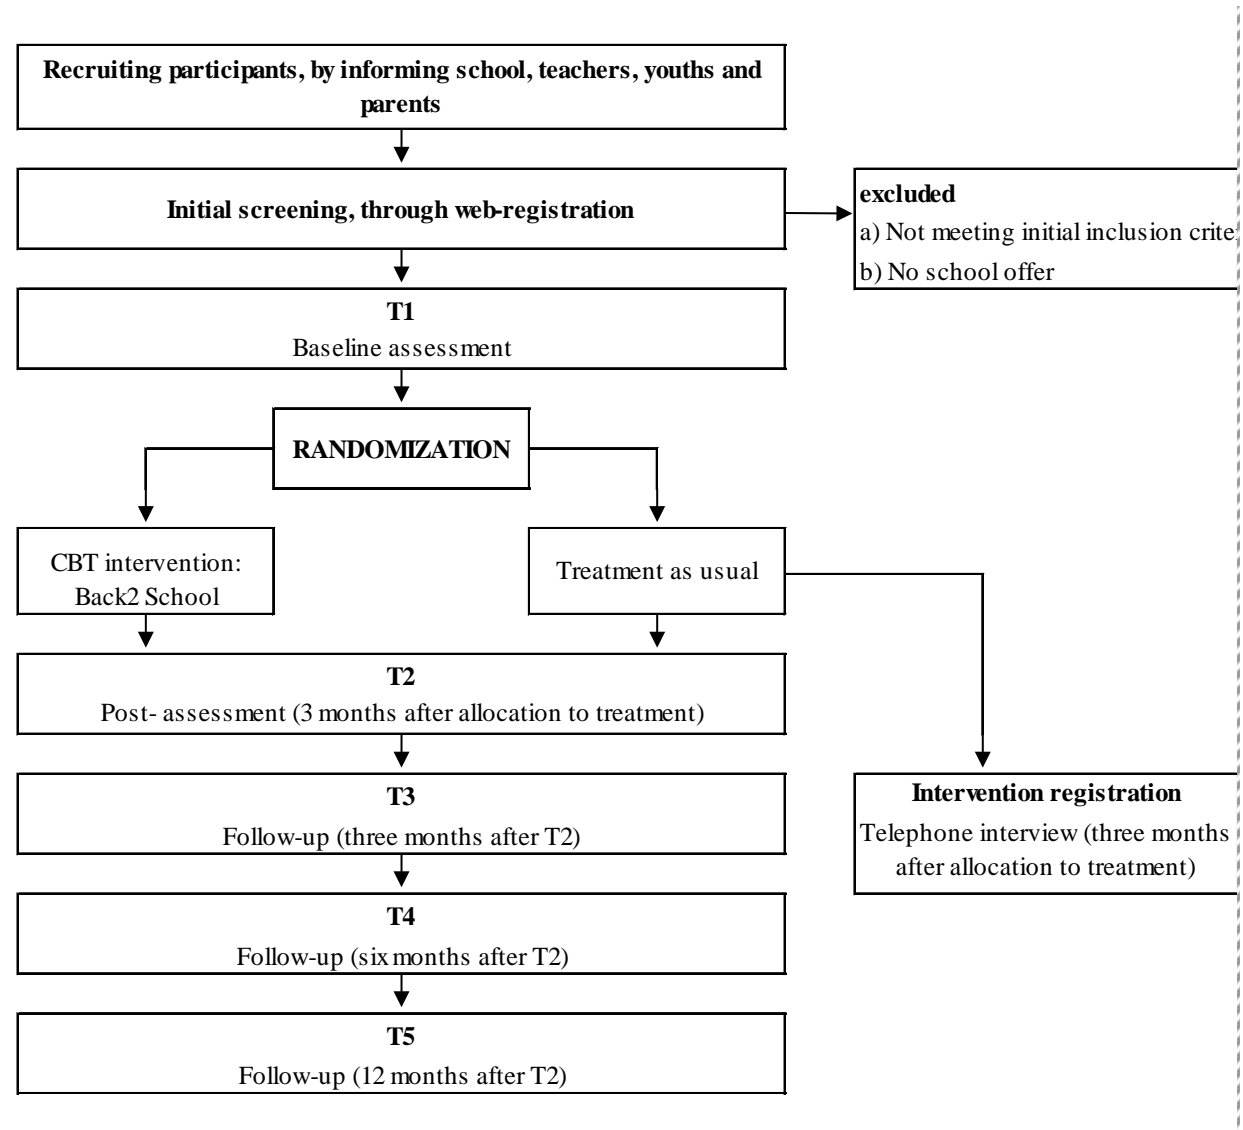 Recruiting participants, by informing school, teachers, youths and
parents
Initial screening, through web-registration
excluded
a) Not meeting initial inclusion
b) No school offer
T1
Baseline assessment
RANDOMIZATION
CBT intervention:
Back2 School
Treatment as usual
T2
Post- assessment (3 months after allocation to treatment)
T3
Follow-up (three months after T2)
Intervention registration
Telephone interview (three months
after allocation to treatment)
T4
Follow-up (six months after T2)
T5
Follow-up (12 months after T2)